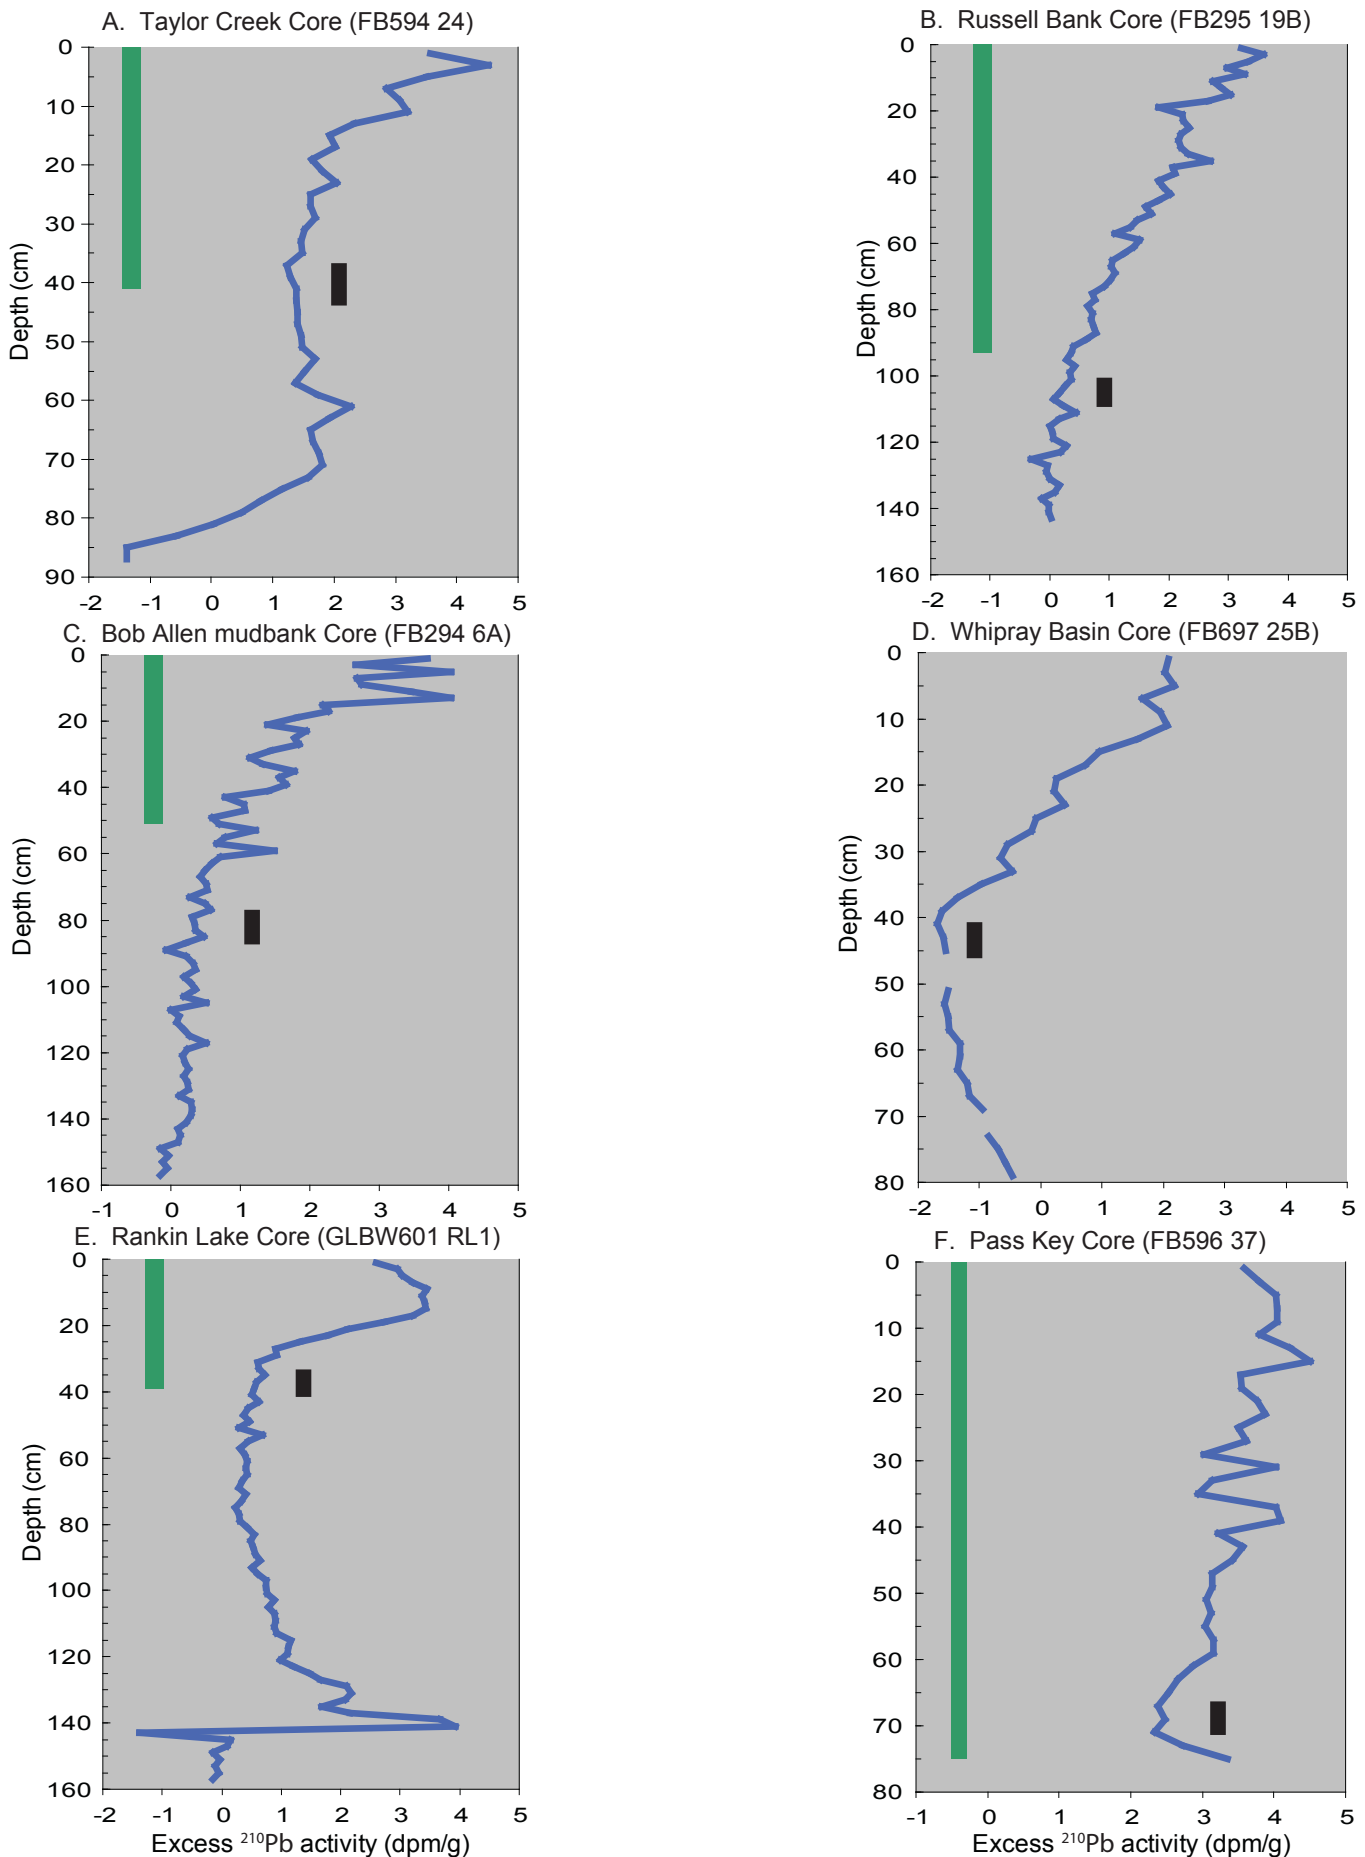 A. Taylor Creek Core (FB594 24)
0
10
20
30
40
50
60
70
80
90
Depth (cm)
-2 -1 0 1 2 3 4 5
B. Russell Bank Core (FB295 19B)
0
20
40
60
80
100
120
140
160
Depth (cm)
-2 -1 0 1 2 3 4 5
C. Bob Allen mudbank Core (FB294 6A)
0
20
40
60
80
100
120
140
160
Depth (cm)
-1 0 1 2 3 4 5
D. Whipray Basin Core (FB697 25B)
0
10
20
30
40
50
60
70
80
Depth (cm)
-2 -1 0 1 2 3 4 5
E. Rankin Lake Core (GLBW601 RL1)
0
20
40
60
80
100
120
140
160
Depth (cm)
-2 -1 0 1 2 3 4 5
Excess ²¹⁰Pb activity (dpm/g)
F. Pass Key Core (FB596 37)
0
10
20
30
40
50
60
70
80
Depth (cm)
-1 0 1 2 3 4 5
Excess ²¹⁰Pb activity (dpm/g)